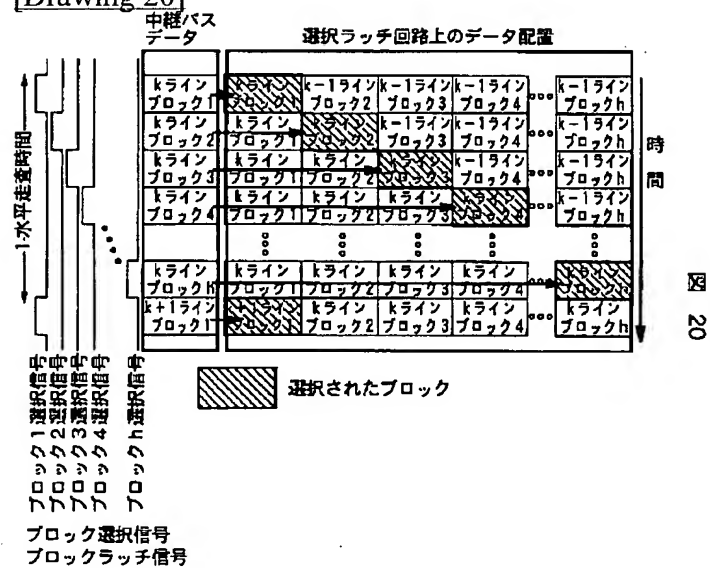 [Drawing 20]
中継バス
データ
選択ラッチ回路上のデータ配置
kライン kライン k-1ライン k-1ライン k-1ライン k-1ライン
ブロック1 ブロック1 ブロック2 ブロック3 ブロック4 ブロックh
kライン kライン kライン k-1ライン k-1ライン k-1ライン
ブロック2 ブロック1 ブロック2 ブロック3 ブロック4 ブロックh
kライン kライン kライン kライン k-1ライン k-1ライン
ブロック3 ブロック1 ブロック2 ブロック3 ブロック4 ブロックh
kライン kライン kライン kライン kライン k-1ライン
ブロック4 ブロック1 ブロック2 ブロック3 ブロック4 ブロックh
kライン kライン kライン kライン kライン kライン
ブロックh ブロック1 ブロック2 ブロック3 ブロック4 ブロックh
k+1ライン k+1ライン kライン kライン kライン kライン
ブロック1 ブロック1 ブロック2 ブロック3 ブロック4 ブロックh
1水平走査時間
時間
図 20
選択されたブロック
ブロック1選択信号
ブロック2選択信号
ブロック3選択信号
ブロック4選択信号
ブロックh選択信号
ブロック選択信号
ブロックラッチ信号